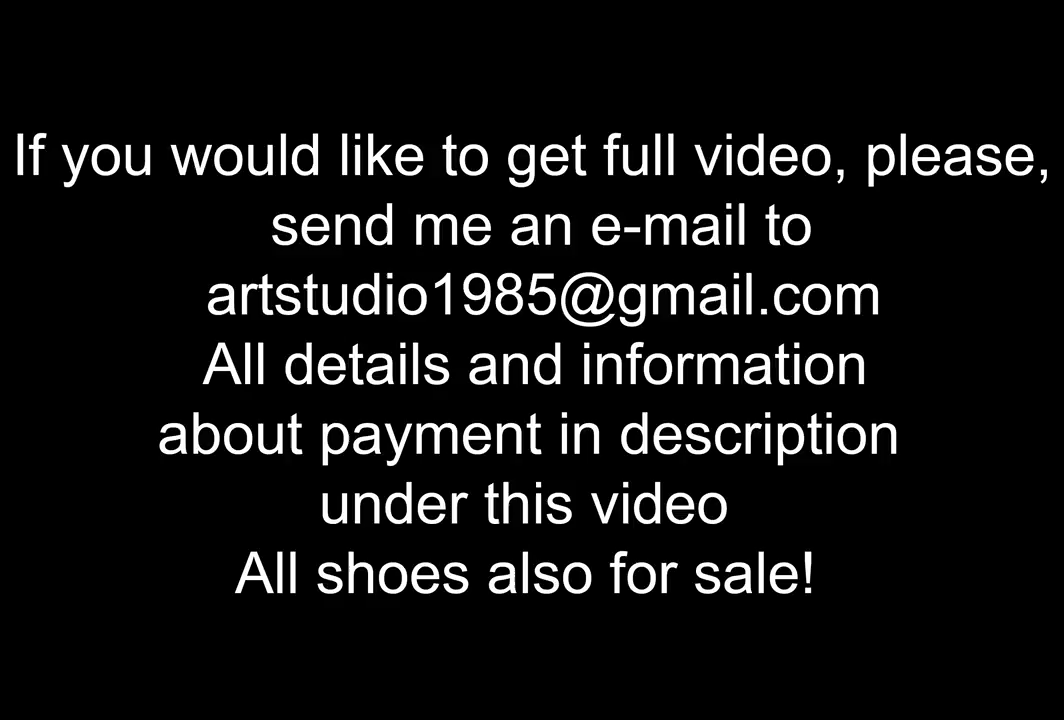 If you would like to get full video, please,
send me an e-mail to
artstudio1985@gmail.com
All details and information
about payment in description
under this video
All shoes also for sale!